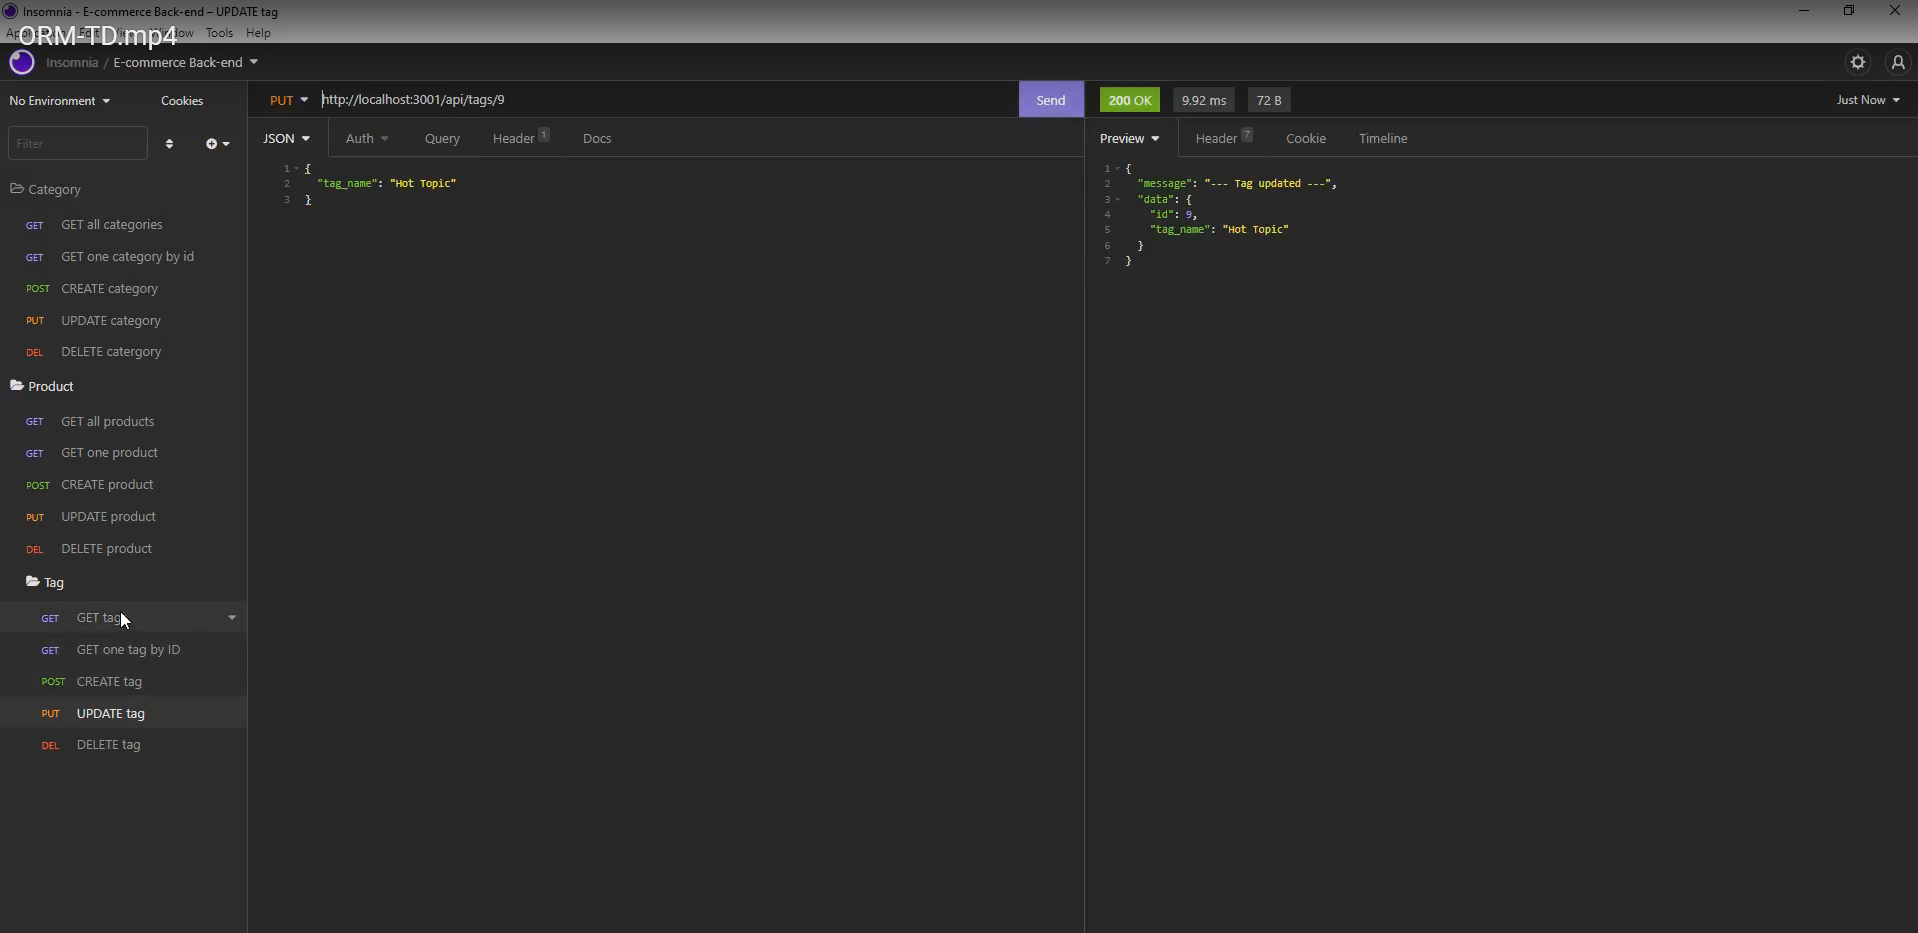 Insomnia - E-commerce Back-end – UPDATE tag
Tools Help
ORM-TD.mp4
Insomnia / E-commerce Back-end
No Environment
Cookies
Filter
Category
GET GET all categories
GET GET one category by id
POST CREATE category
PUT UPDATE category
DEL DELETE catergory
Product
GET GET all products
GET GET one product
POST CREATE product
PUT UPDATE product
DEL DELETE product
Tag
GET GET tag
GET GET one tag by ID
POST CREATE tag
PUT UPDATE tag
DEL DELETE tag
PUT http://localhost:3001/api/tags/9 Send
JSON Auth Query Header 1 Docs
1 {
2 "tag_name": "Hot Topic"
3 }
200 OK 9.92 ms 72 B Just Now
Preview Header 7 Cookie Timeline
1 {
2 "message": "--- Tag updated ---",
3 "data": {
4 "id": 9,
5 "tag_name": "Hot Topic"
6 }
7 }